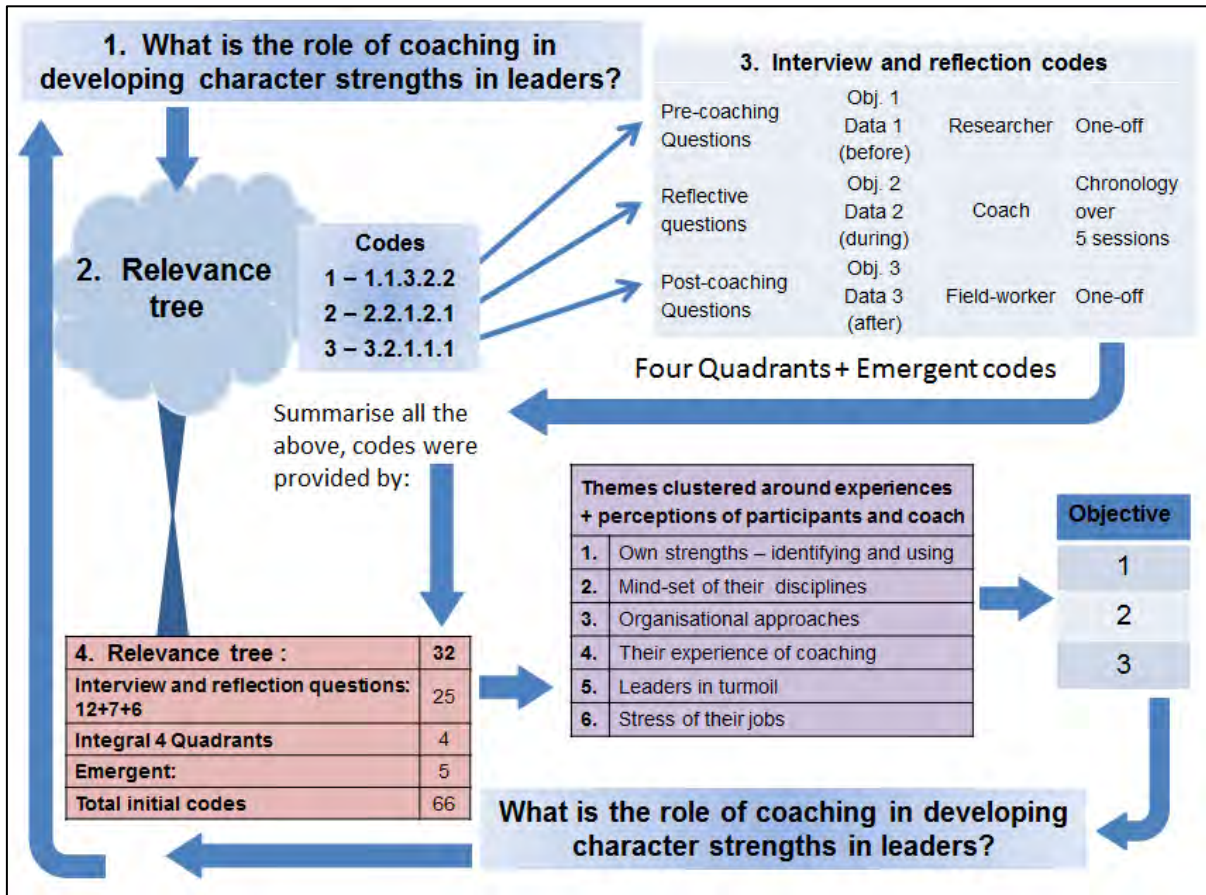 1. What is the role of coaching in
developing character strengths in leaders?
2. Relevance
tree
Codes
1 – 1.1.3.2.2
2 – 2.2.1.2.1
3 – 3.2.1.1.1
3. Interview and reflection codes
Pre-coaching
Questions
Obj. 1
Data 1
(before)
Researcher
One-off
Reflective
questions
Obj. 2
Data 2
(during)
Coach
Chronology
over
5 sessions
Post-coaching
Questions
Obj. 3
Data 3
(after)
Field-worker
One-off
Four Quadrants + Emergent codes
Summarise all the
above, codes were
provided by:
4. Relevance tree : 32
Interview and reflection questions:
12+7+6 25
Integral 4 Quadrants 4
Emergent: 5
Total initial codes 66
Themes clustered around experiences
+ perceptions of participants and coach
1. Own strengths – identifying and using
2. Mind-set of their disciplines
3. Organisational approaches
4. Their experience of coaching
5. Leaders in turmoil
6. Stress of their jobs
Objective
1
2
3
What is the role of coaching in developing
character strengths in leaders?